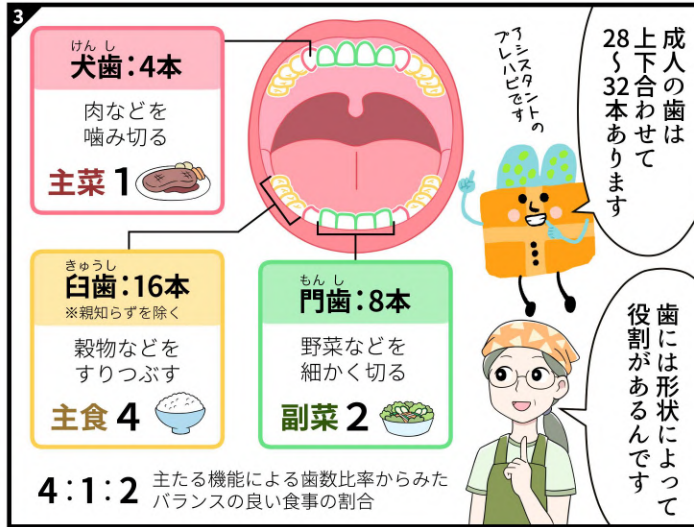 3
成人の歯は
上下合わせて
28〜32本あります
アシスタントの
プレハピです
歯には形状によって
役割があるんです
けんし
犬歯:4本
肉などを
噛み切る
主菜 1
きゅうし
臼歯:16本
※親知らずを除く
穀物などを
すりつぶす
主食 4
もんし
門歯:8本
野菜などを
細かく切る
副菜 2
4:1:2
主たる機能による歯数比率からみた
バランスの良い食事の割合